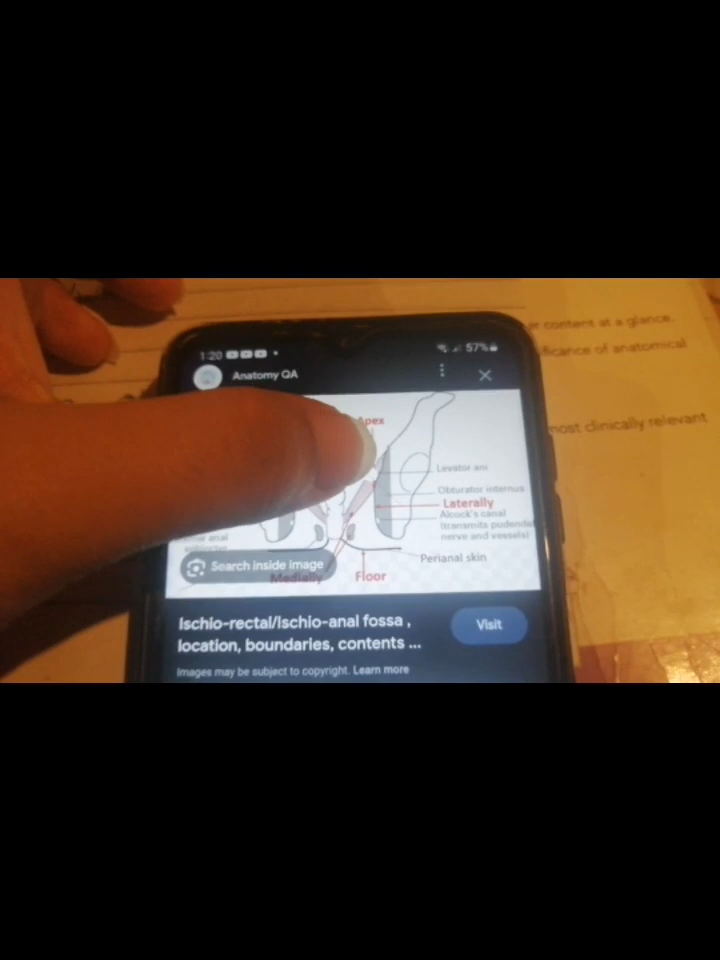 1:20
57%
Anatomy QA
Apex
Levator ani
Obturator internus
Laterally
Alcock's canal
(transmits pudendal
nerve and vessels)
anal
Perianal skin
Search inside image
Medially
Floor
Ischio-rectal/Ischio-anal fossa ,
location, boundaries, contents ...
Visit
Images may be subject to copyright. Learn more
content at a glance.
of anatomical
most clinically relevant